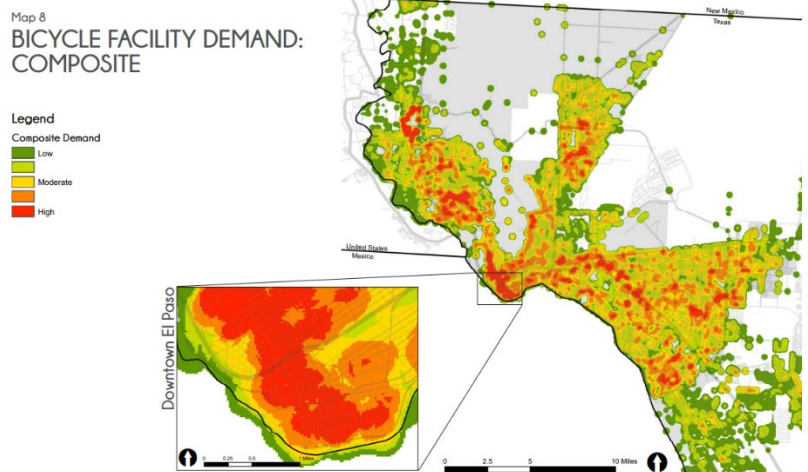 Map 8
BICYCLE FACILITY DEMAND:
COMPOSITE
Legend
Composite Demand
Low
Moderate
High
New Mexico
Texas
United States
Mexico
Downtown El Paso
0 0.25 0.5 1 Miles
0 2.5 5 10 Miles